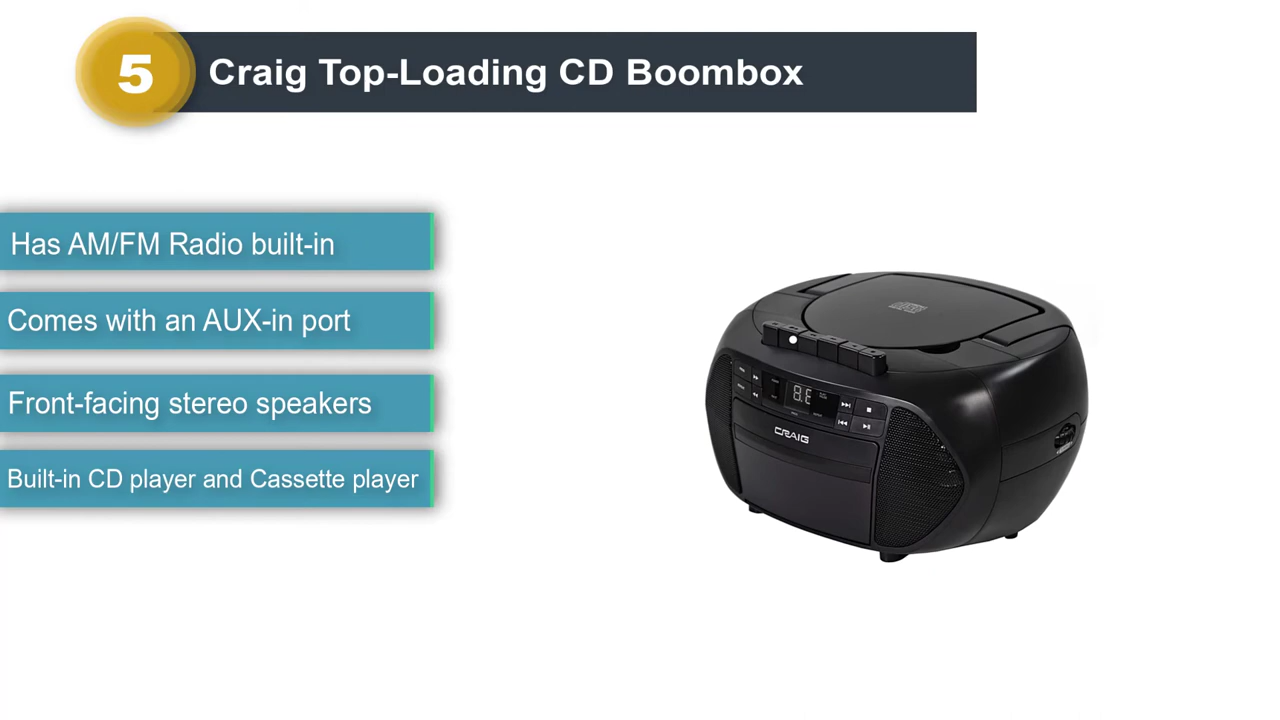 5
Craig Top-Loading CD Boombox
Has AM/FM Radio built-in
Comes with an AUX-in port
Front-facing stereo speakers
Built-in CD player and Cassette player
CRAIG